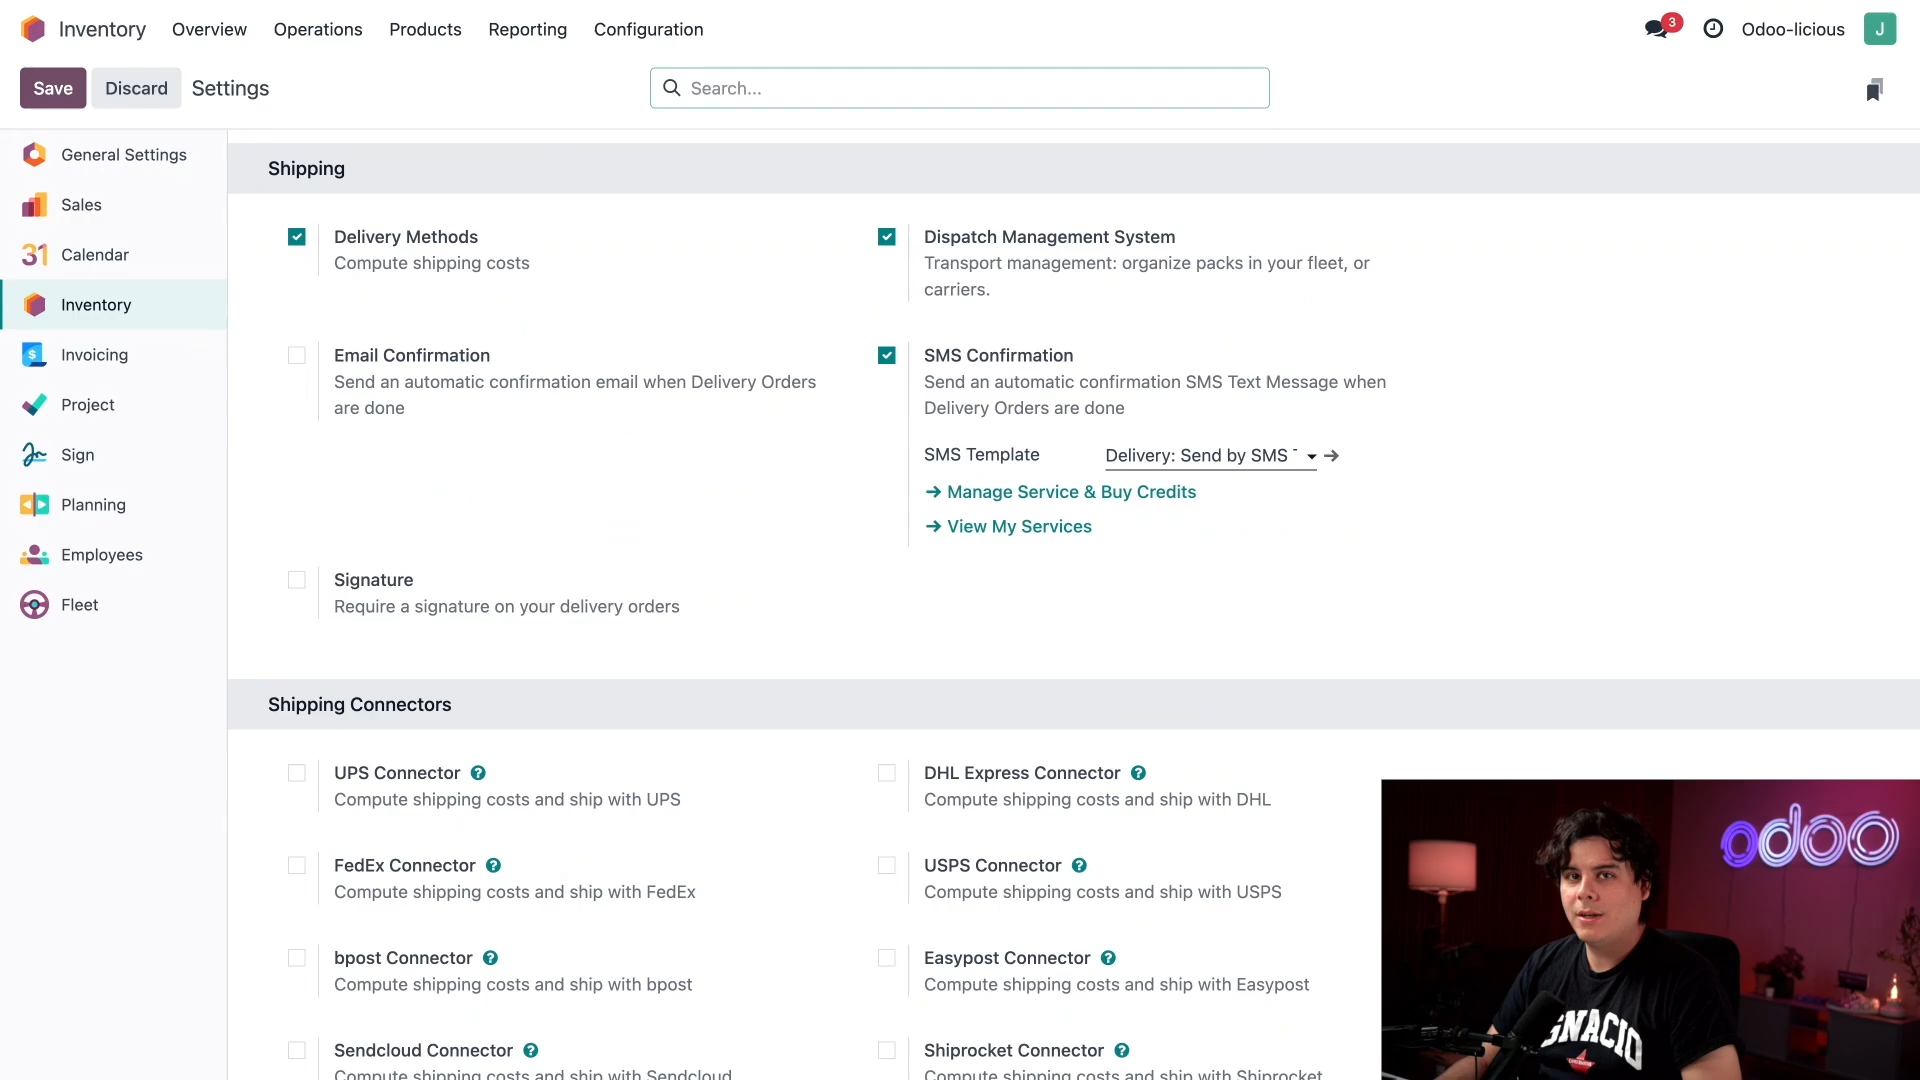 Inventory Overview Operations Products Reporting Configuration 3 Odoo-licious J
Save Discard Settings Search...
General Settings
Sales
31 Calendar
Inventory
$ Invoicing
Project
Sign
Planning
Employees
Fleet
Shipping
Delivery Methods
Compute shipping costs
Dispatch Management System
Transport management: organize packs in your fleet, or
carriers.
Email Confirmation
Send an automatic confirmation email when Delivery Orders
are done
SMS Confirmation
Send an automatic confirmation SMS Text Message when
Delivery Orders are done
SMS Template Delivery: Send by SMS
Manage Service & Buy Credits
View My Services
Signature
Require a signature on your delivery orders
Shipping Connectors
UPS Connector ?
Compute shipping costs and ship with UPS
DHL Express Connector ?
Compute shipping costs and ship with DHL
FedEx Connector ?
Compute shipping costs and ship with FedEx
USPS Connector ?
Compute shipping costs and ship with USPS
bpost Connector ?
Compute shipping costs and ship with bpost
Easypost Connector ?
Compute shipping costs and ship with Easypost
Sendcloud Connector ?
Compute shipping costs and ship with Sendcloud
Shiprocket Connector ?
Compute shipping costs and ship with Shiprocket
odoo
IGNACIO